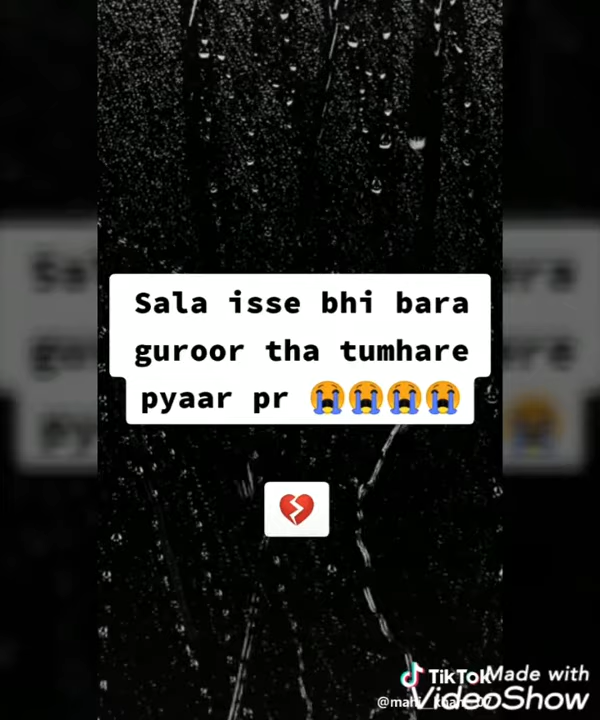 Sala isse bhi bara
guroor tha tumhare
pyaar pr 😭😭😭😭
💔
TikTok
Made with
VideoShow